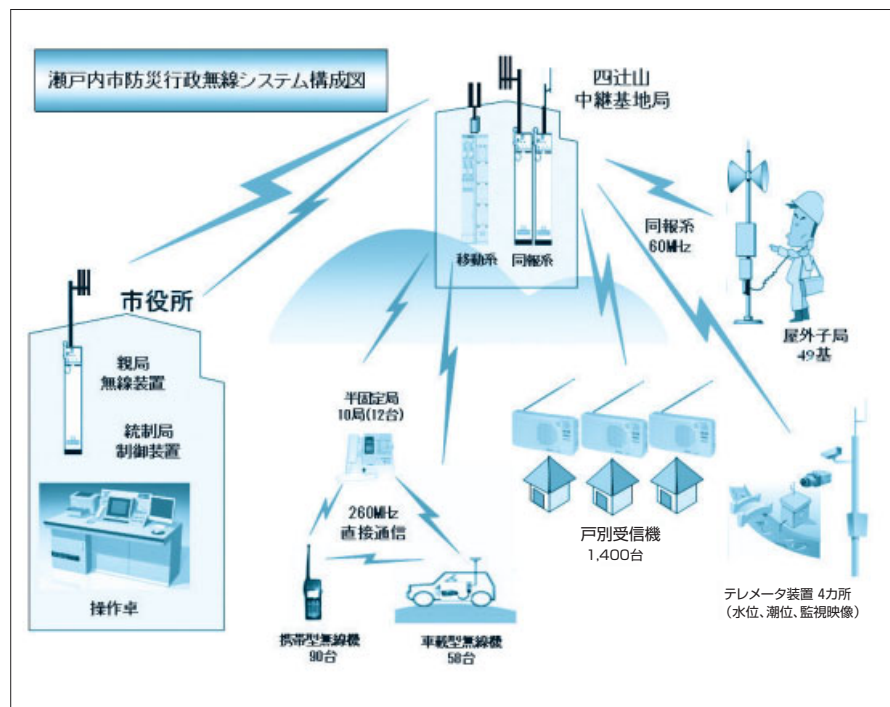 瀬戸内市防災行政無線システム構成図
四辻山
中継基地局
移動系
同報系
同報系
60MHz
屋外子局
49基
市役所
親局
無線装置
統制局
制御装置
操作卓
半固定局
10局(12台)
260MHz
直接通信
携帯型無線機
90台
車載型無線機
58台
戸別受信機
1,400台
テレメータ装置 4カ所
（水位、潮位、監視映像）